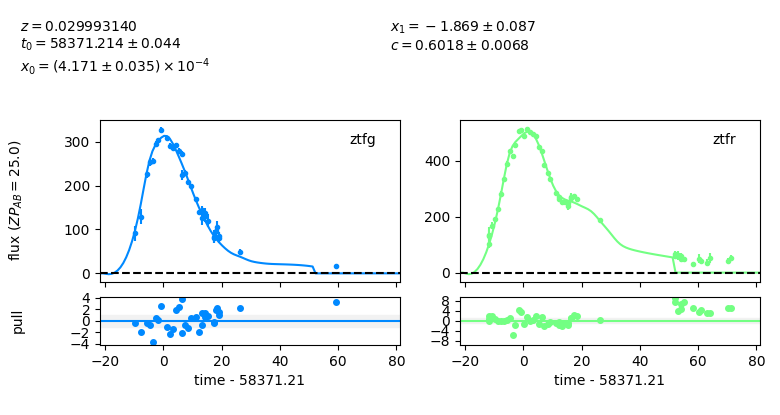 z = 0.029993140
t₀ = 58371.214 ± 0.044
x₀ = (4.171 ± 0.035) × 10⁻⁴
x₁ = −1.869 ± 0.087
c = 0.6018 ± 0.0068
flux (ZP_AB = 25.0)
300
200
100
0
ztfg
400
200
0
ztfr
pull
4
2
0
−2
−4
−20 0 20 40 60 80
time - 58371.21
8
4
0
−4
−8
−20 0 20 40 60 80
time - 58371.21